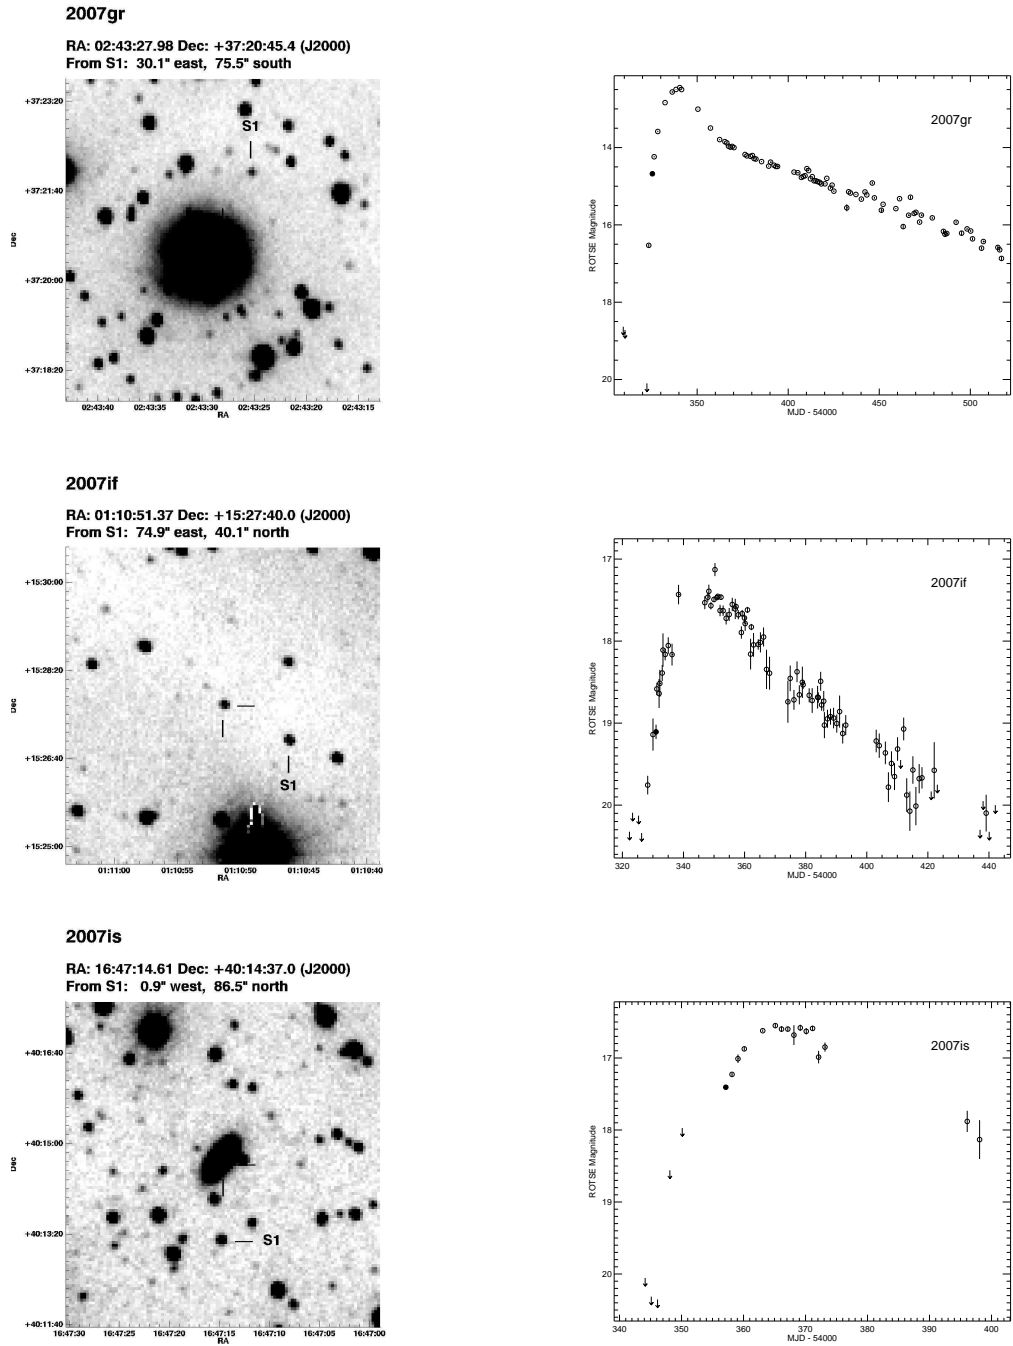 2007gr
RA: 02:43:27.98 Dec: +37:20:45.4 (J2000)
From S1: 30.1" east, 75.5" south
+37:23:20
S1
+37:21:40
Dec
+37:20:00
+37:18:20
02:43:40 02:43:35 02:43:30 02:43:25 02:43:20 02:43:15
RA
2007gr
14
16
18
20
ROTSE Magnitude
350 400 450 500
MJD - 54000
2007if
RA: 01:10:51.37 Dec: +15:27:40.0 (J2000)
From S1: 74.9" east, 40.1" north
+15:30:00
+15:28:20
Dec
+15:26:40
S1
+15:25:00
01:11:00 01:10:55 01:10:50 01:10:45 01:10:40
RA
17
2007if
18
19
20
ROTSE Magnitude
320 340 360 380 400 420 440
MJD - 54000
2007is
RA: 16:47:14.61 Dec: +40:14:37.0 (J2000)
From S1: 0.9" west, 86.5" north
+40:16:40
+40:15:00
Dec
+40:13:20
S1
+40:11:40
16:47:30 16:47:25 16:47:20 16:47:15 16:47:10 16:47:05 16:47:00
RA
2007is
17
18
19
20
ROTSE Magnitude
340 350 360 370 380 390 400
MJD - 54000